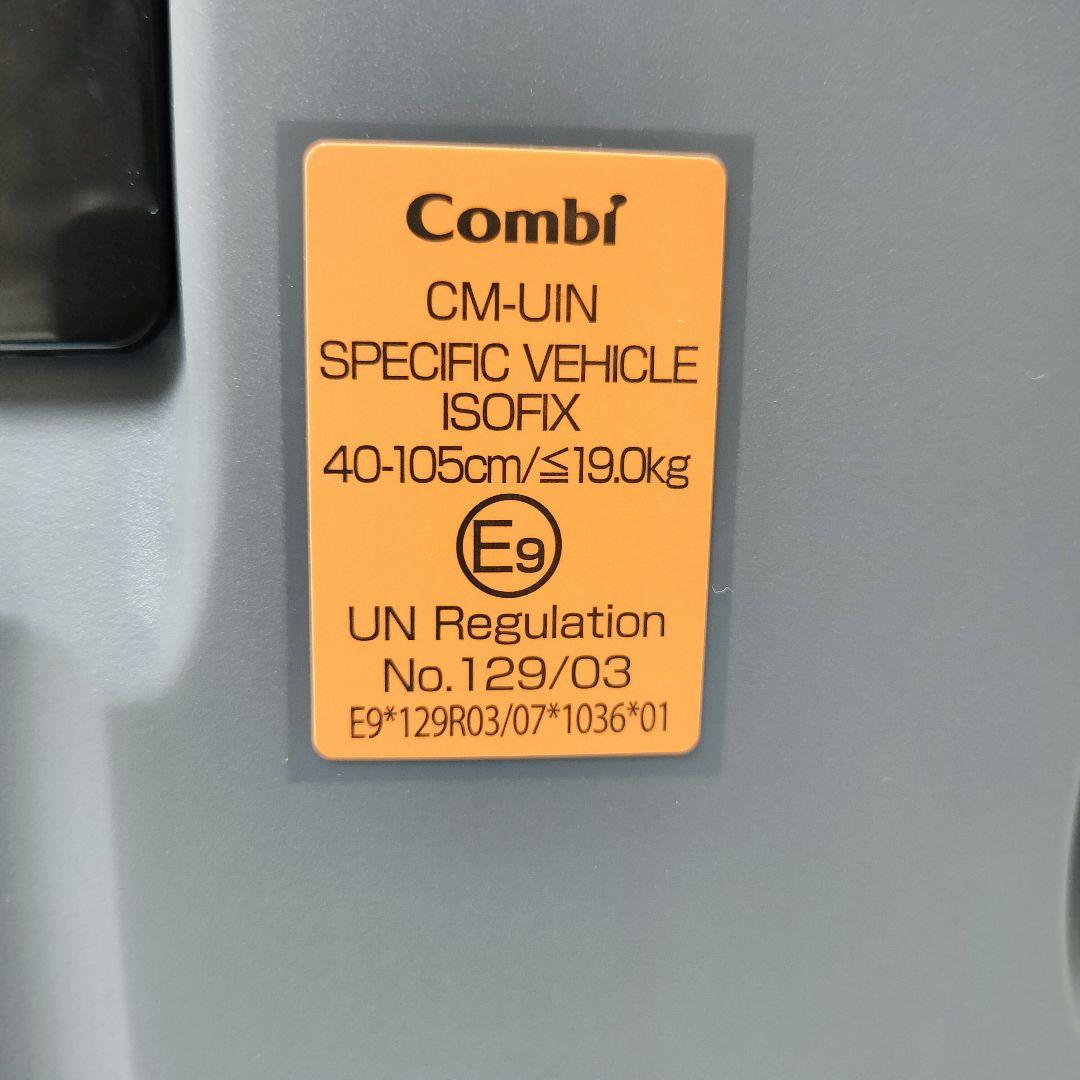 Combi
CM-UIN
SPECIFIC VEHICLE
ISOFIX
40-105cm/≦19.0kg
E9
UN Regulation
No.129/03
E9*129R03/07*1036*01